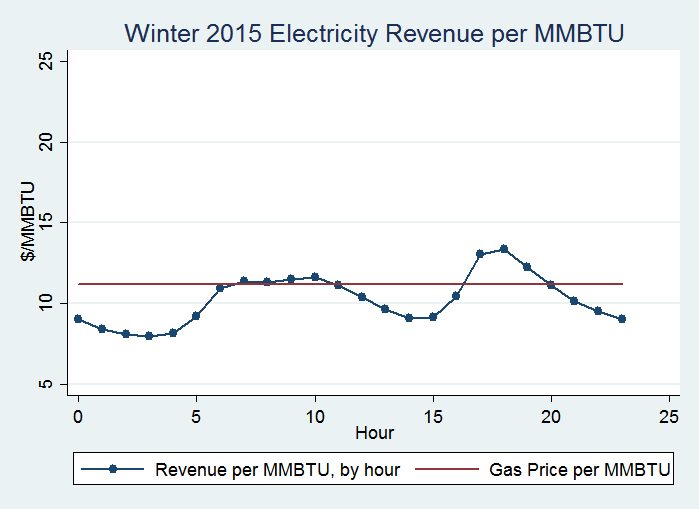 Winter 2015 Electricity Revenue per MMBTU
25
20
15
10
5
$/MMBTU
0 5 10 15 20 25
Hour
Revenue per MMBTU, by hour Gas Price per MMBTU